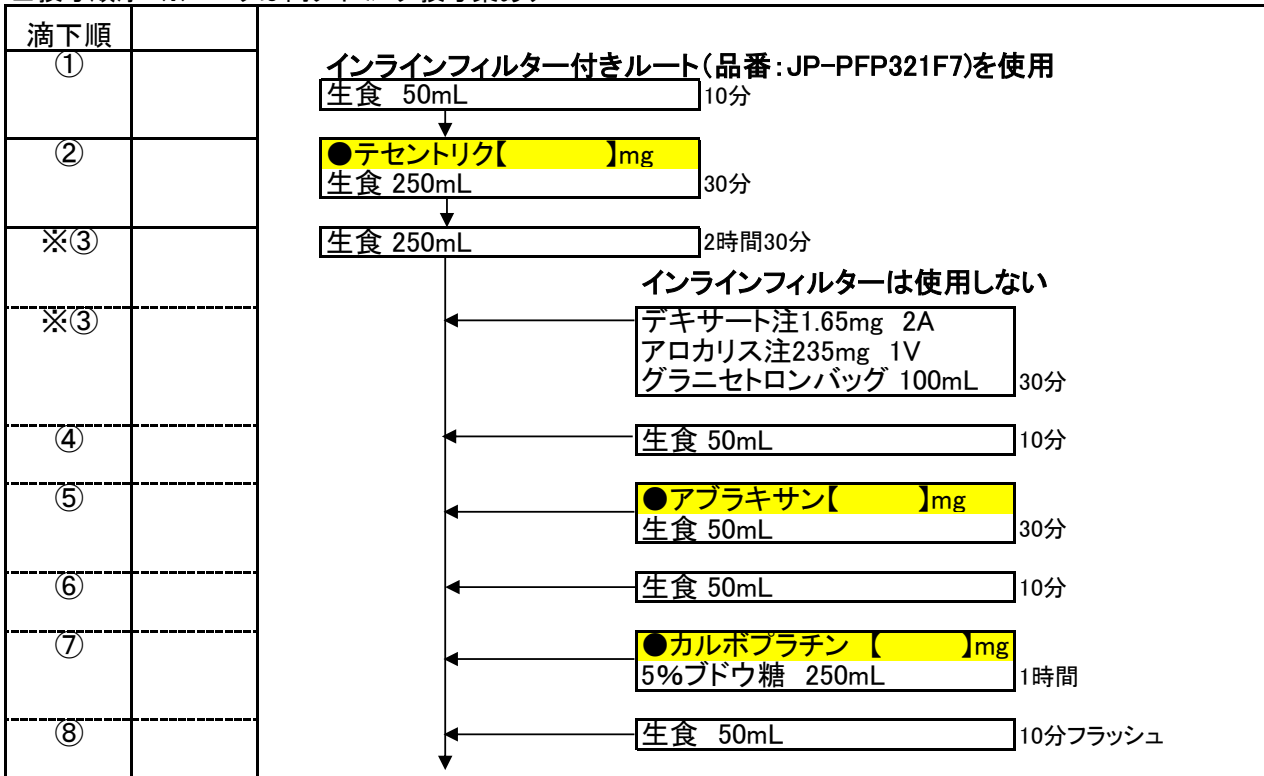 滴下順
①
インラインフィルター付きルート(品番:JP-PFP321F7)を使用
生食 50mL 10分
②
●テセントリク【 】mg
生食 250mL 30分
※③
生食 250mL 2時間30分
インラインフィルターは使用しない
※③
デキサート注1.65mg 2A
アロカリス注235mg 1V
グラニセトロンバッグ 100mL 30分
④
生食 50mL 10分
⑤
●アブラキサン【 】mg
生食 50mL 30分
⑥
生食 50mL 10分
⑦
●カルボプラチン 【 】mg
5%ブドウ糖 250mL 1時間
⑧
生食 50mL 10分フラッシュ